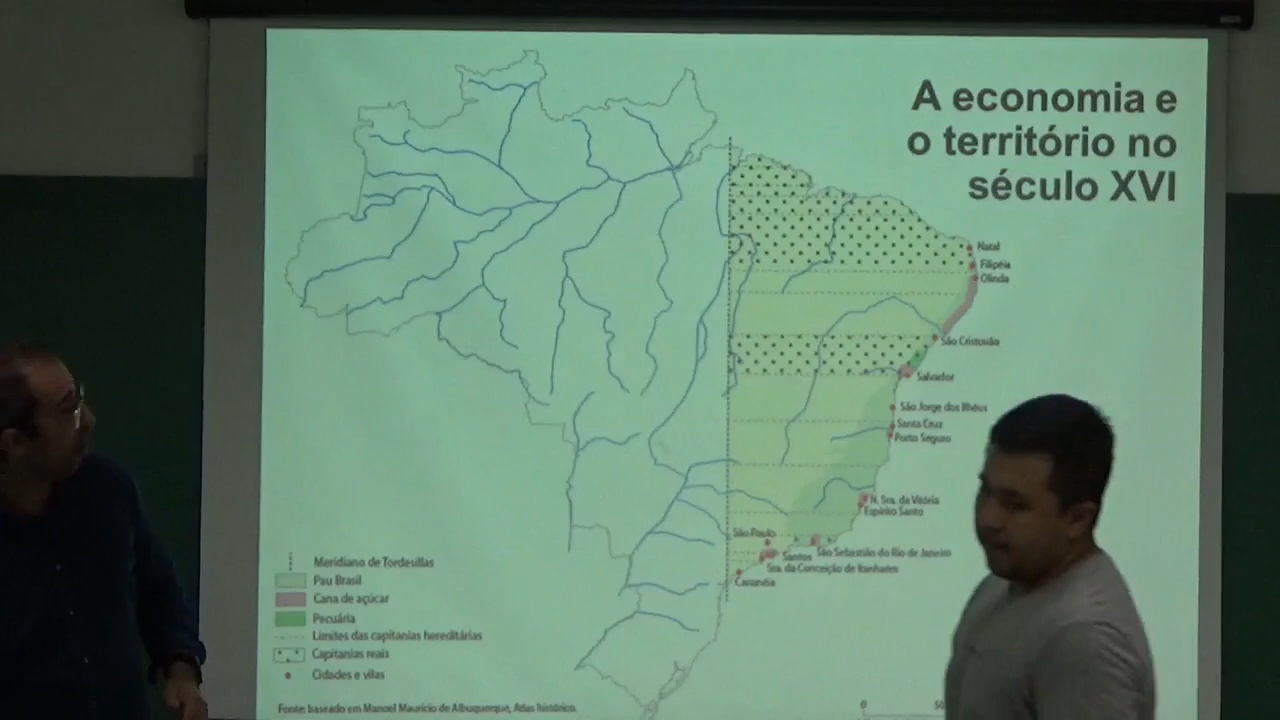 A economia e
o território no
século XVI
Natal
Filipéia
Olinda
São Cristovão
Salvador
São Jorge dos Ilhéus
Santa Cruz
Porto Seguro
N. Sra. da Vitória
Espírito Santo
São Paulo
São Sebastião do Rio de Janeiro
Santos
Sra. da Conceição de Itanhaém
Cananéia
Meridiano de Tordesillas
Pau Brasil
Cana de açúcar
Pecuária
Limites das capitanias hereditárias
Capitanias reais
Cidades e vilas
Fonte: baseado em Manoel Maurício de Albuquerque, Atlas histórico.
0